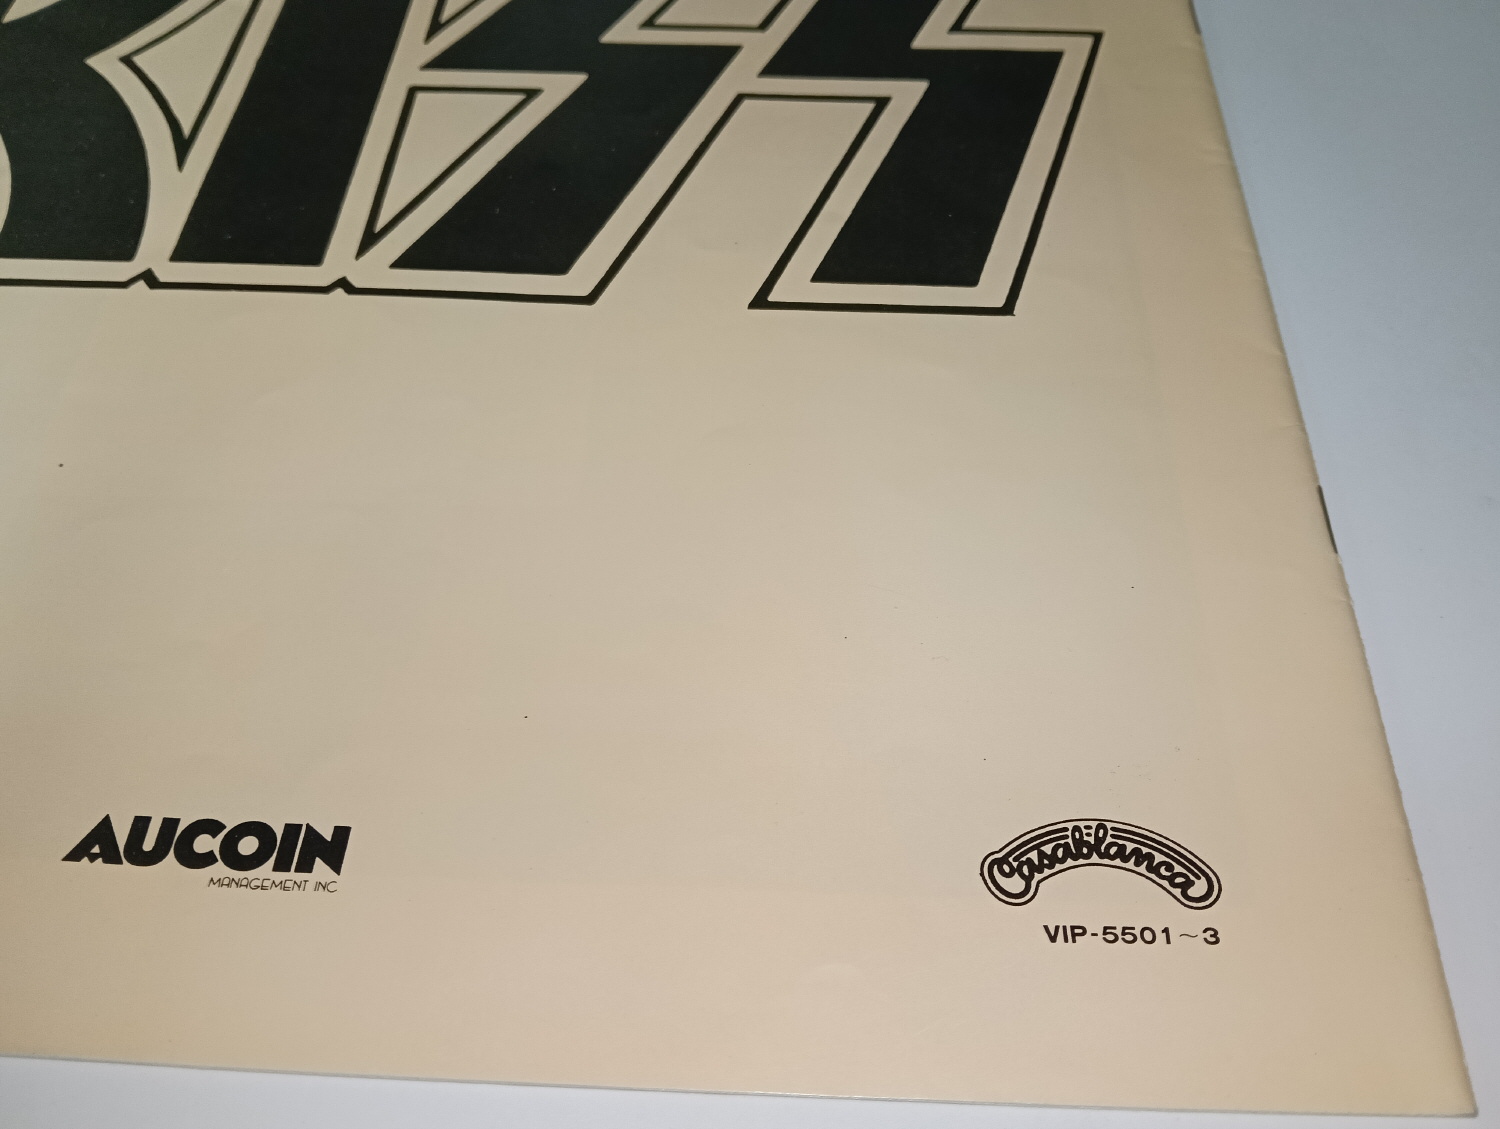 KISS
AUCOIN
MANAGEMENT INC
Casablanca
VIP-5501~3